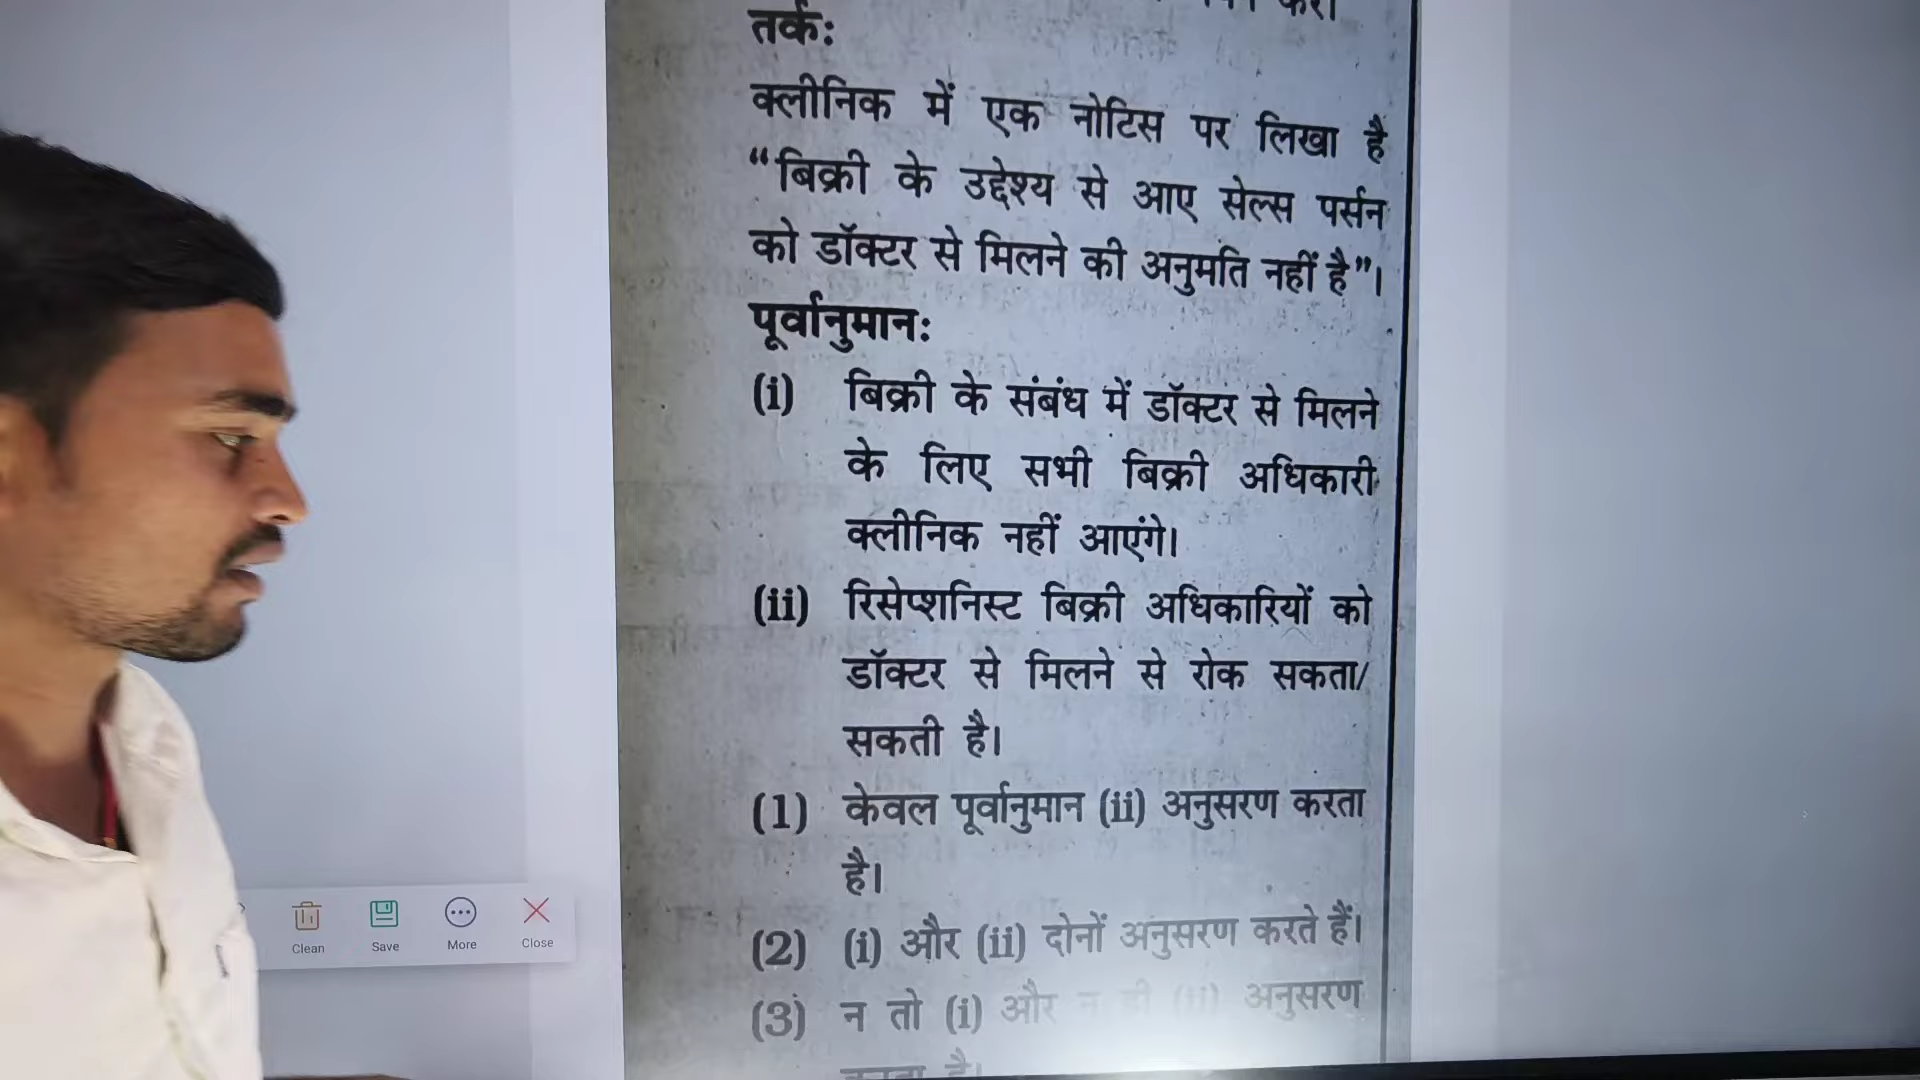 करो
तर्क:
क्लीनिक में एक नोटिस पर लिखा है
“बिक्री के उद्देश्य से आए सेल्स पर्सन
को डॉक्टर से मिलने की अनुमति नहीं है”।
पूर्वानुमान:
(i) बिक्री के संबंध में डॉक्टर से मिलने
के लिए सभी बिक्री अधिकारी
क्लीनिक नहीं आएंगे।
(ii) रिसेप्शनिस्ट बिक्री अधिकारियों को
डॉक्टर से मिलने से रोक सकता/
सकती है।
(1) केवल पूर्वानुमान (ii) अनुसरण करता
है।
(2) (i) और (ii) दोनों अनुसरण करते हैं।
(3) न तो (i) और न ही (ii) अनुसरण
है।
Clean Save More Close